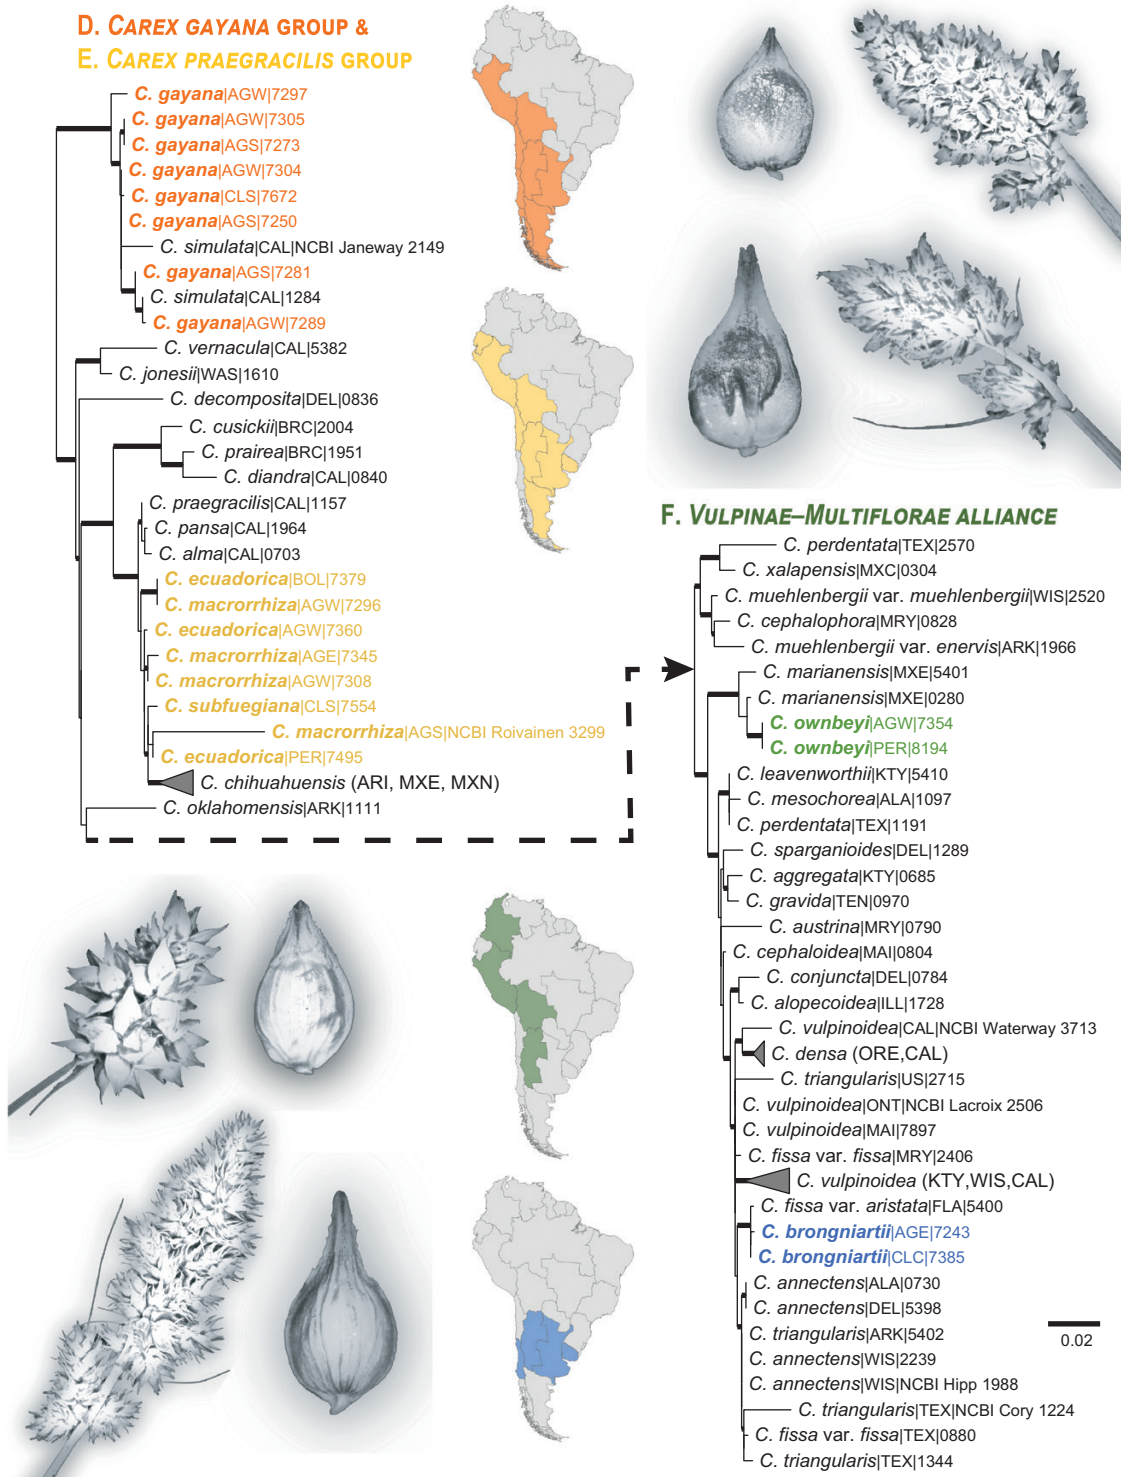 D. CAREX GAYANA GROUP &
E. CAREX PRAEGRACILIS GROUP
C. gayana|AGW|7297
C. gayana|AGW|7305
C. gayana|AGS|7273
C. gayana|AGW|7304
C. gayana|CLS|7672
C. gayana|AGS|7250
C. simulata|CAL|NCBI Janeway 2149
C. gayana|AGS|7281
C. simulata|CAL|1284
C. gayana|AGW|7289
C. vernacula|CAL|5382
C. jonesii|WAS|1610
C. decomposita|DEL|0836
C. cusickii|BRC|2004
C. prairea|BRC|1951
C. diandra|CAL|0840
C. praegracilis|CAL|1157
C. pansa|CAL|1964
C. alma|CAL|0703
C. ecuadorica|BOL|7379
C. macrorrhiza|AGW|7296
C. ecuadorica|AGW|7360
C. macrorrhiza|AGE|7345
C. macrorrhiza|AGW|7308
C. subfuegiana|CLS|7554
C. macrorrhiza|AGS|NCBI Roivainen 3299
C. ecuadorica|PER|7495
C. chihuahuensis (ARI, MXE, MXN)
C. oklahomensis|ARK|1111
F. VULPINAE–MULTIFLORAE ALLIANCE
C. perdentata|TEX|2570
C. xalapensis|MXC|0304
C. muehlenbergii var. muehlenbergii|WIS|2520
C. cephalophora|MRY|0828
C. muehlenbergii var. enervis|ARK|1966
C. marianensis|MXE|5401
C. marianensis|MXE|0280
C. ownbeyi|AGW|7354
C. ownbeyi|PER|8194
C. leavenworthii|KTY|5410
C. mesochorea|ALA|1097
C. perdentata|TEX|1191
C. sparganioides|DEL|1289
C. aggregata|KTY|0685
C. gravida|TEN|0970
C. austrina|MRY|0790
C. cephaloidea|MAI|0804
C. conjuncta|DEL|0784
C. alopecoidea|ILL|1728
C. vulpinoidea|CAL|NCBI Waterway 3713
C. densa (ORE,CAL)
C. triangularis|US|2715
C. vulpinoidea|ONT|NCBI Lacroix 2506
C. vulpinoidea|MAI|7897
C. fissa var. fissa|MRY|2406
C. vulpinoidea (KTY,WIS,CAL)
C. fissa var. aristata|FLA|5400
C. brongniartii|AGE|7243
C. brongniartii|CLC|7385
C. annectens|ALA|0730
C. annectens|DEL|5398
C. triangularis|ARK|5402
C. annectens|WIS|2239
C. annectens|WIS|NCBI Hipp 1988
C. triangularis|TEX|NCBI Cory 1224
C. fissa var. fissa|TEX|0880
C. triangularis|TEX|1344
0.02